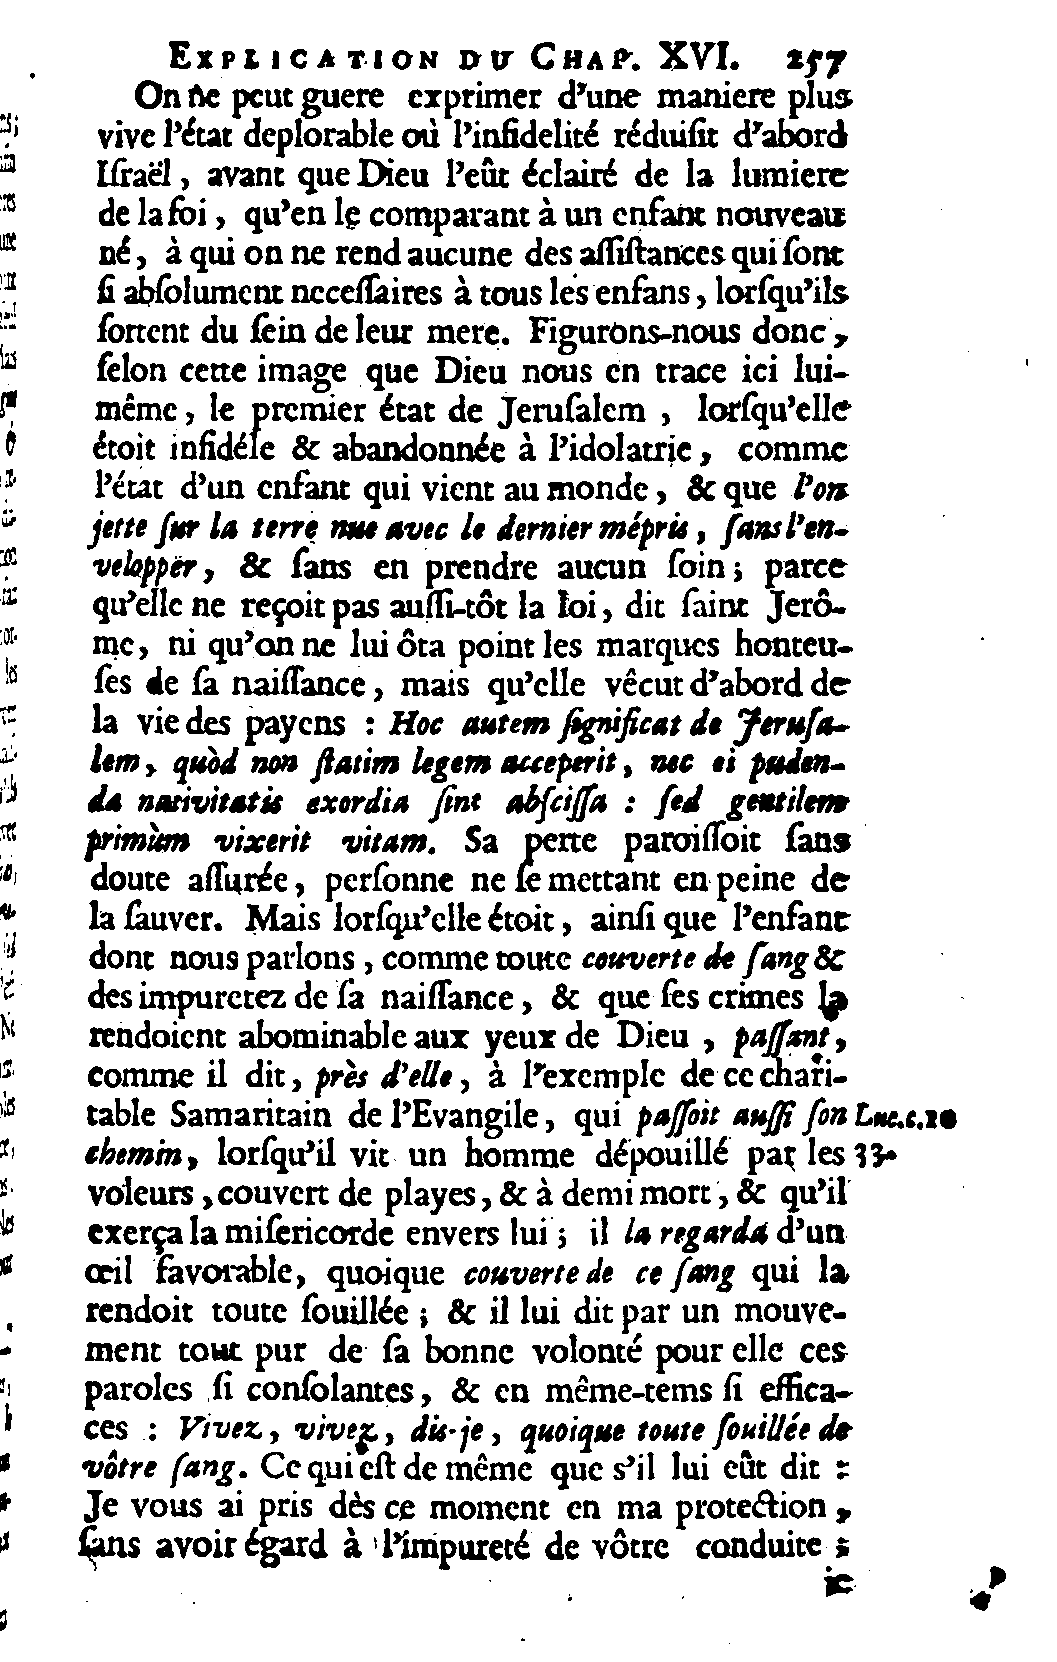 EXPLICATION DU CHAP. XVI. 257
On ne peut guere exprimer d'une maniere plus
vive l'état deplorable où l'infidelité réduisit d'abord
Israël, avant que Dieu l'eût éclairé de la lumiere
de la foi, qu'en le comparant à un enfant nouveau
né, à qui on ne rend aucune des assistances qui sont
si absolument necessaires à tous les enfans, lorsqu'ils
sortent du sein de leur mere. Figurons-nous donc,
selon cette image que Dieu nous en trace ici lui-
même, le premier état de Jerusalem, lorsqu'elle
étoit infidéle & abandonnée à l'idolatrie, comme
l'état d'un enfant qui vient au monde, & que l'on
jette sur la terre nue avec le dernier mépris, sans l'en-
velopper, & sans en prendre aucun soin; parce
qu'elle ne reçoit pas aussi-tôt la loi, dit saint Jerô-
me, ni qu'on ne lui ôta point les marques honteu-
ses de sa naissance, mais qu'elle vêcut d'abord de
la vie des payens : Hoc autem significat de Jerusa-
lem, quòd non statim legem acceperit, nec ei puden-
da nativitatis exordia sint abscissa : sed gentilem
primùm vixerit vitam. Sa perte paroissoit sans
doute assurée, personne ne se mettant en peine de
la sauver. Mais lorsqu'elle étoit, ainsi que l'enfant
dont nous parlons, comme toute couverte de sang &
des impuretez de sa naissance, & que ses crimes la
rendoient abominable aux yeux de Dieu, passant,
comme il dit, près d'elle, à l'exemple de ce chari-
table Samaritain de l'Evangile, qui passoit aussi son Luc.c.10
chemin, lorsqu'il vit un homme dépouillé par les 33.
voleurs, couvert de playes, & à demi mort, & qu'il
exerça la misericorde envers lui; il la regarda d'un
œil favorable, quoique couverte de ce sang qui la
rendoit toute souillée; & il lui dit par un mouve-
ment tout pur de sa bonne volonté pour elle ces
paroles si consolantes, & en même-tems si effica-
ces : Vivez, vivez, dis-je, quoique toute souillée de
vôtre sang. Ce qui est de même que s'il lui eût dit :
Je vous ai pris dès ce moment en ma protection,
sans avoir égard à l'impureté de vôtre conduite;